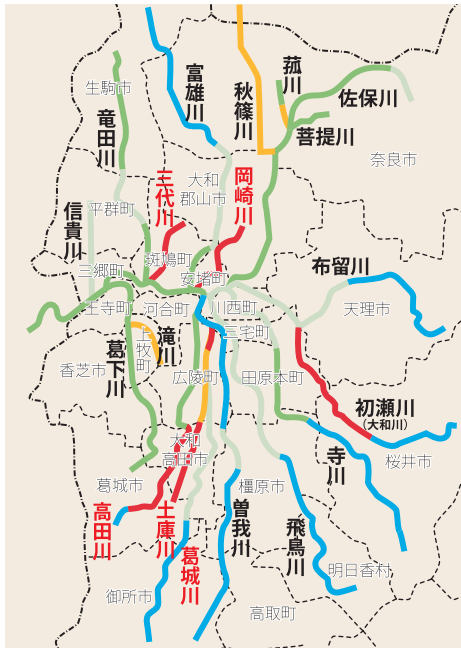 富雄川
秋篠川
菰川
佐保川
生駒市
竜田川
菩提川
奈良市
三代川
大和
郡山市
岡崎川
平群町
信貴川
斑鳩町
三郷町
安堵町
布留川
王寺町
河合町
川西町
天理市
三宅町
上牧町
滝川
葛下川
香芝市
広陵町
田原本町
初瀬川
(大和川)
大和
高田市
寺川
桜井市
葛城市
橿原市
高田川
土庫川
曽我川
飛鳥川
葛城川
明日香村
御所市
高取町